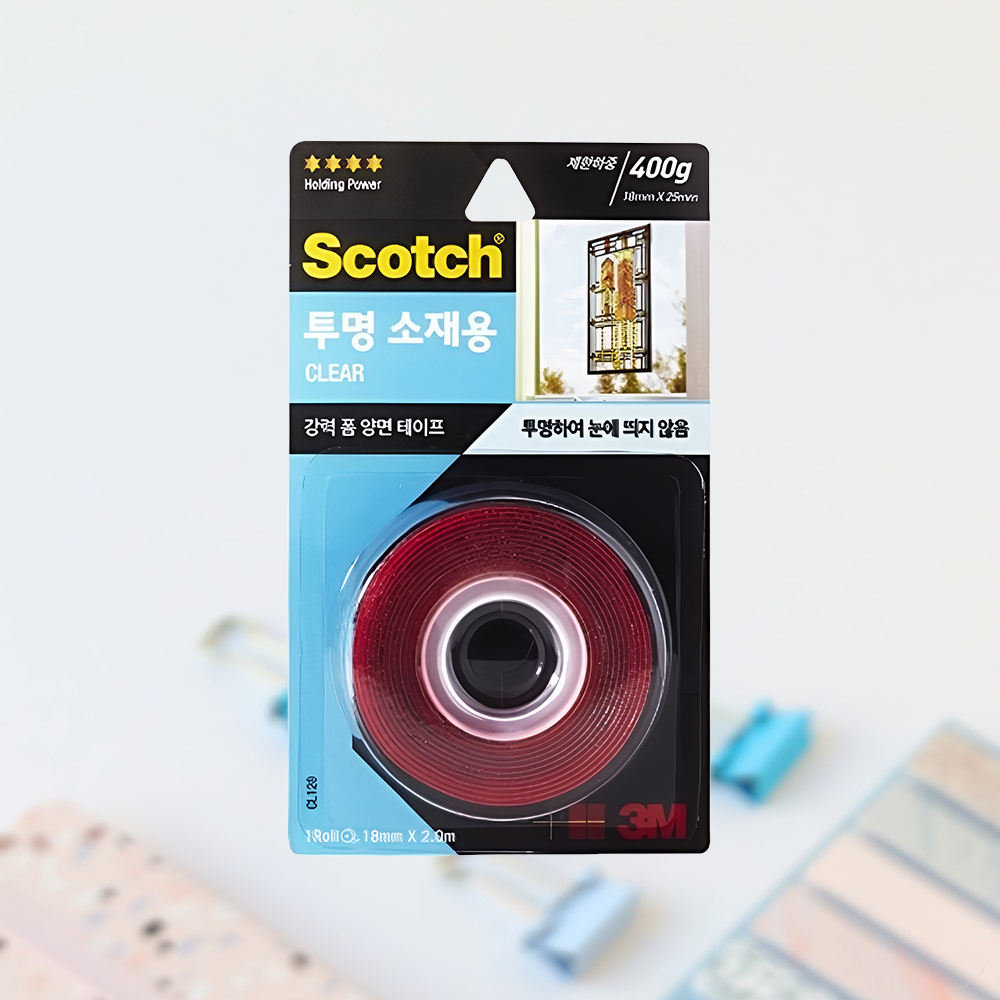 Holding Power
제한하중
400g
18mm X 25mm
Scotch®
투명 소재용
CLEAR
강력 폼 양면 테이프
투명하여 눈에 띄지 않음
1Roll 18mm X 2.0m
3M